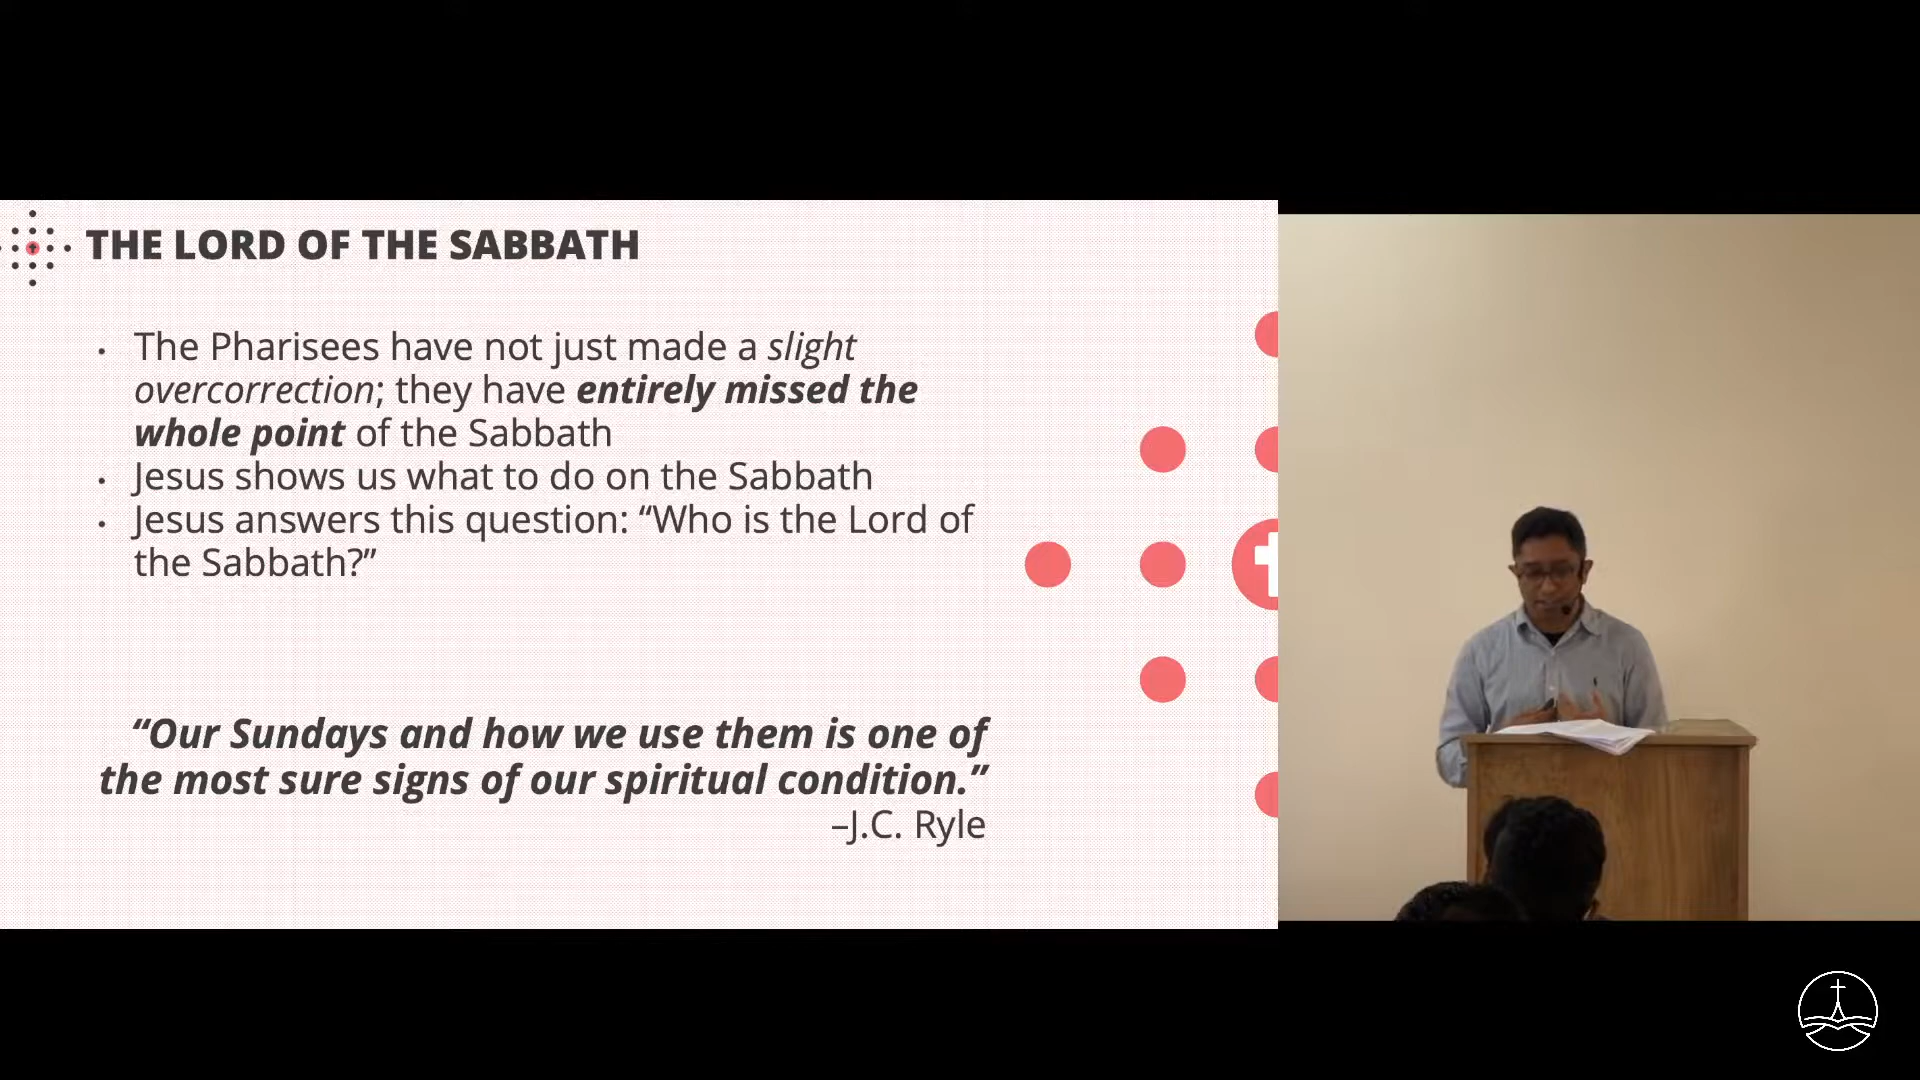 THE LORD OF THE SABBATH
• The Pharisees have not just made a slight
overcorrection; they have entirely missed the
whole point of the Sabbath
• Jesus shows us what to do on the Sabbath
• Jesus answers this question: “Who is the Lord of
the Sabbath?”
“Our Sundays and how we use them is one of
the most sure signs of our spiritual condition.”
–J.C. Ryle